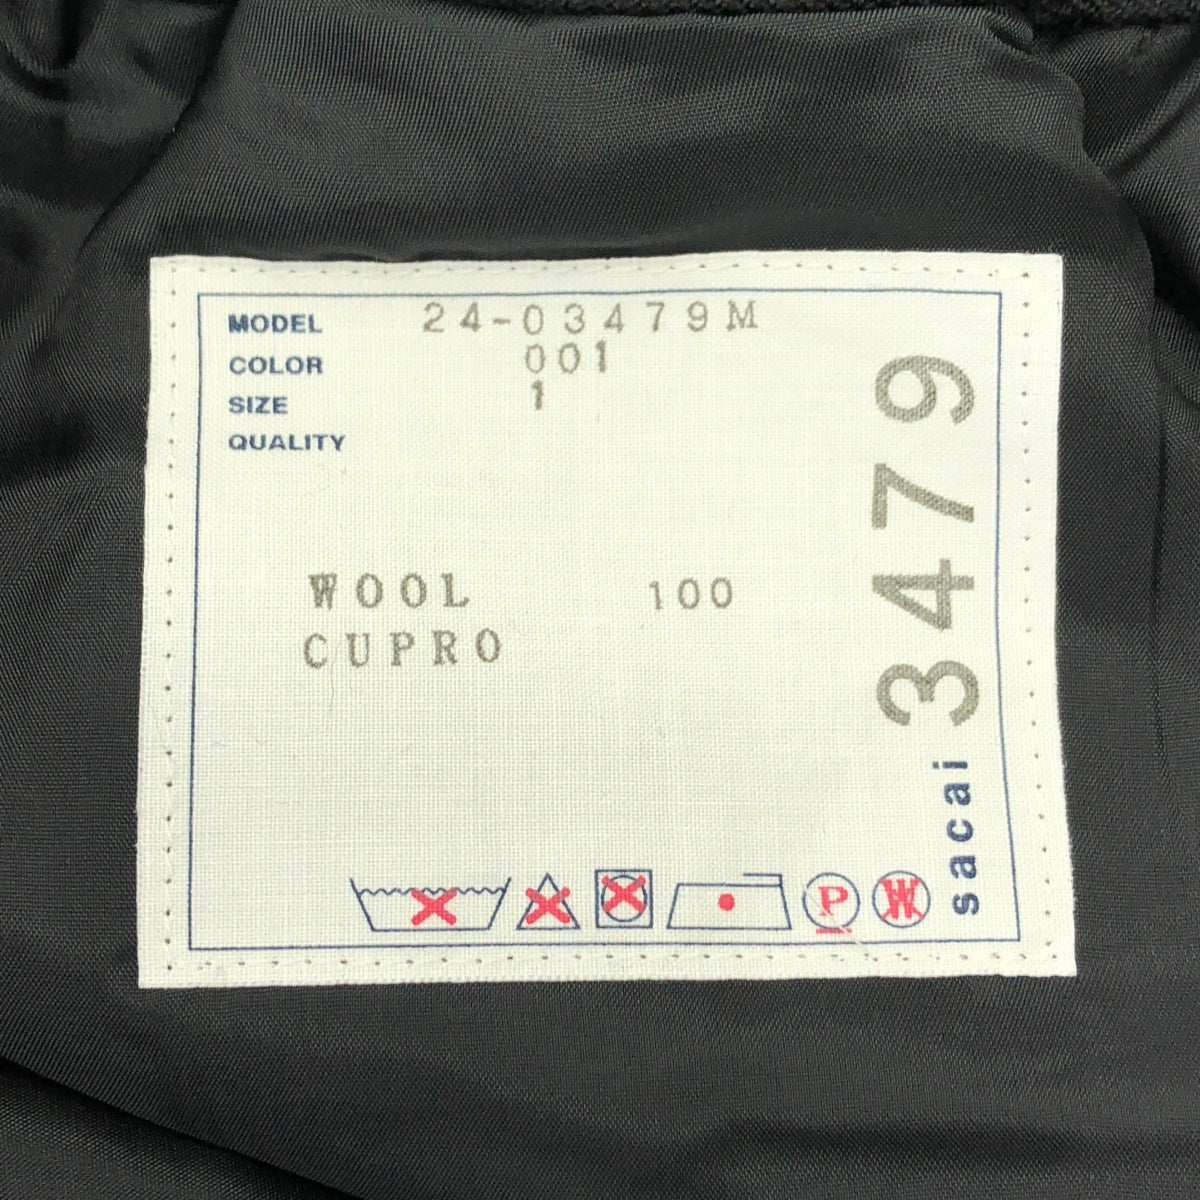 MODEL 24-03479M
COLOR 001
SIZE 1
QUALITY
WOOL 100
CUPRO
P W
sacai 3479